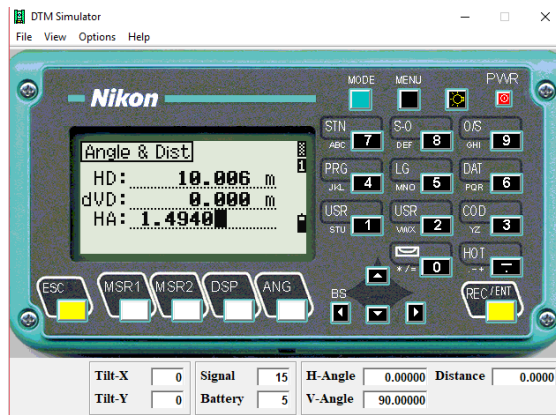 DTM Simulator
File View Options Help
Nikon
MODE MENU PWR
STN ABC 7 S-O DEF 8 O/S GHI 9
PRG JKL 4 LG MNO 5 DAT PQR 6
USR STU 1 USR VWX 2 COD YZ 3
*/= 0 HOT -+ .
Angle & Dist.
HD: 10.006 m
dVD: 0.000 m
HA: 1.4940
1
ESC MSR1 MSR2 DSP ANG BS REC/ENT
Tilt-X 0 Signal 15 H-Angle 0.00000 Distance 0.0000
Tilt-Y 0 Battery 5 V-Angle 90.00000